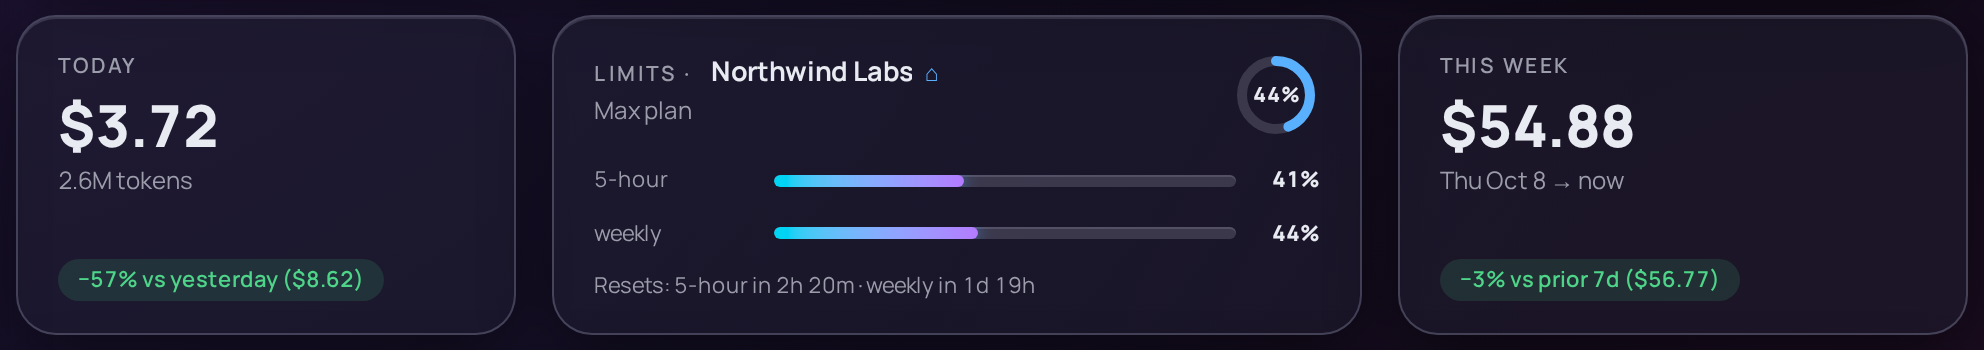 TODAY
$3.72
2.6M tokens
−57% vs yesterday ($8.62)
LIMITS · Northwind Labs ⌂
Max plan
44%
5-hour 41%
weekly 44%
Resets: 5-hour in 2h 20m · weekly in 1d 19h
THIS WEEK
$54.88
Thu Oct 8 → now
−3% vs prior 7d ($56.77)